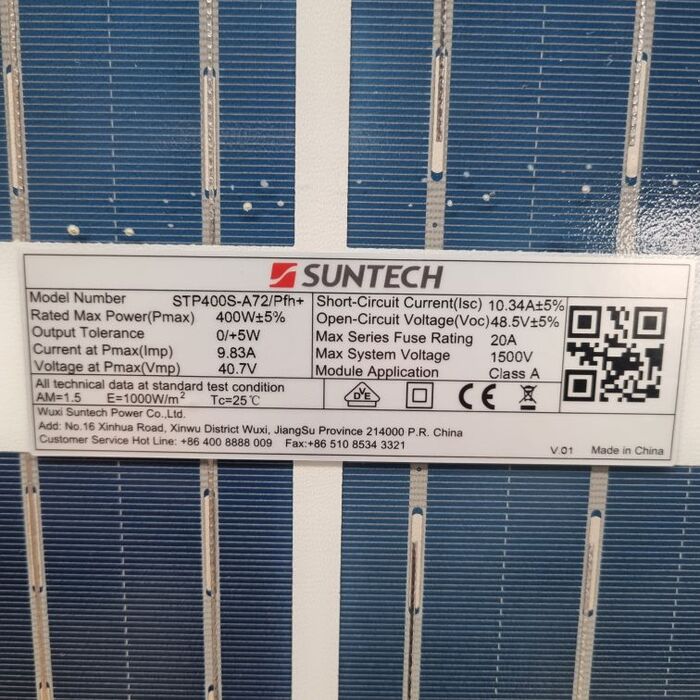 SUNTECH
Model Number STP400S-A72/Pfh+
Rated Max Power(Pmax) 400W±5%
Output Tolerance 0/+5W
Current at Pmax(Imp) 9.83A
Voltage at Pmax(Vmp) 40.7V
Short-Circuit Current(Isc) 10.34A±5%
Open-Circuit Voltage(Voc) 48.5V±5%
Max Series Fuse Rating 20A
Max System Voltage 1500V
Module Application Class A
All technical data at standard test condition
AM=1.5 E=1000W/m² Tc=25℃
DVE
CE
Wuxi Suntech Power Co.,Ltd.
Add: No.16 Xinhua Road, Xinwu District Wuxi, JiangSu Province 214000 P.R. China
Customer Service Hot Line: +86 400 8888 009 Fax:+86 510 8534 3321
V.01 Made in China